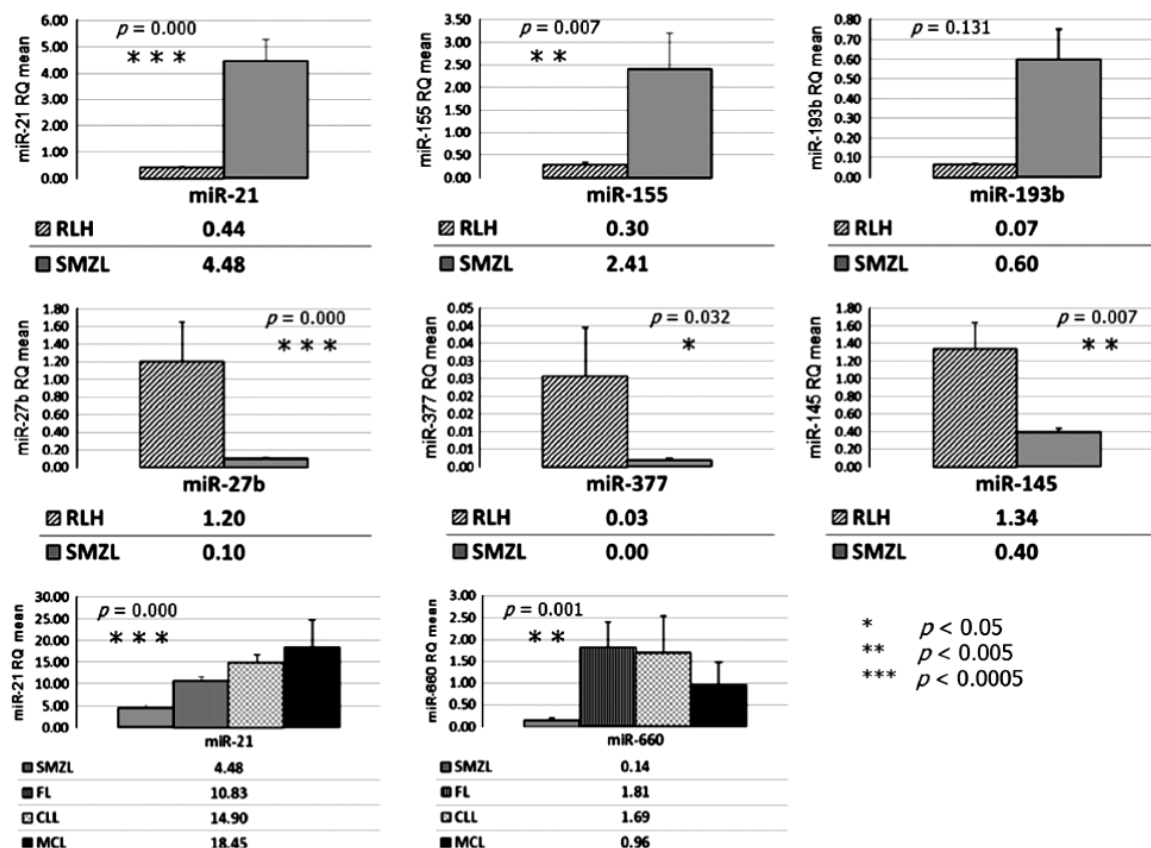 p = 0.000
* * *
miR-21 RQ mean
6.00
5.00
4.00
3.00
2.00
1.00
0.00
miR-21
RLH 0.44
SMZL 4.48
p = 0.007
* *
miR-155 RQ mean
3.50
3.00
2.50
2.00
1.50
1.00
0.50
0.00
miR-155
RLH 0.30
SMZL 2.41
p = 0.131
miR-193b RQ mean
0.80
0.70
0.60
0.50
0.40
0.30
0.20
0.10
0.00
miR-193b
RLH 0.07
SMZL 0.60
p = 0.000
* * *
miR-27b RQ mean
1.80
1.60
1.40
1.20
1.00
0.80
0.60
0.40
0.20
0.00
miR-27b
RLH 1.20
SMZL 0.10
p = 0.032
*
miR-377 RQ mean
0.05
0.04
0.04
0.03
0.03
0.02
0.02
0.01
0.01
0.00
miR-377
RLH 0.03
SMZL 0.00
p = 0.007
* *
miR-145 RQ mean
1.80
1.60
1.40
1.20
1.00
0.80
0.60
0.40
0.20
0.00
miR-145
RLH 1.34
SMZL 0.40
p = 0.000
* * *
miR-21 RQ mean
30.00
25.00
20.00
15.00
10.00
5.00
0.00
miR-21
SMZL 4.48
FL 10.83
CLL 14.90
MCL 18.45
p = 0.001
* *
miR-660 RQ mean
3.00
2.50
2.00
1.50
1.00
0.50
0.00
miR-660
SMZL 0.14
FL 1.81
CLL 1.69
MCL 0.96
* p < 0.05
** p < 0.005
*** p < 0.0005